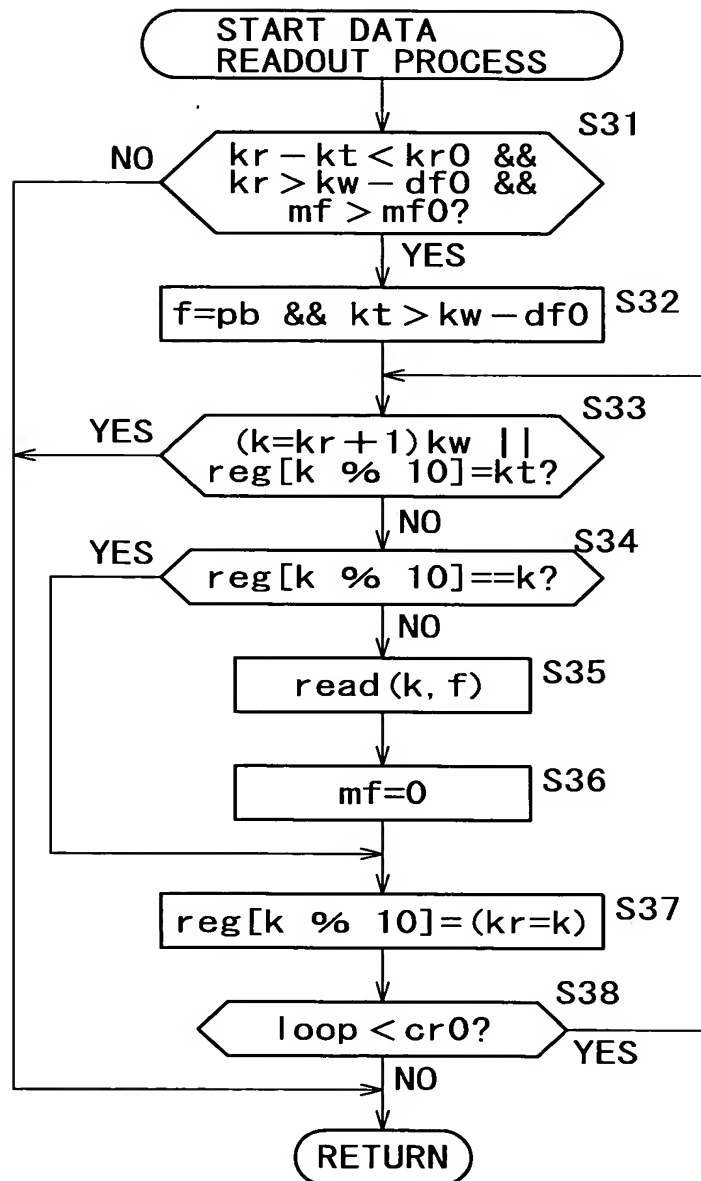 START DATA
READOUT PROCESS
S31
NO
kr-kt<kr0 &&
kr>kw-df0 &&
mf>mf0?
YES
f=pb && kt>kw-df0
S32
S33
YES
(k=kr+1)kw ||
reg[k % 10]=kt?
NO
S34
YES
reg[k % 10]==k?
NO
read(k,f)
S35
mf=0
S36
reg[k % 10]=(kr=k)
S37
S38
loop<cr0?
YES
NO
RETURN